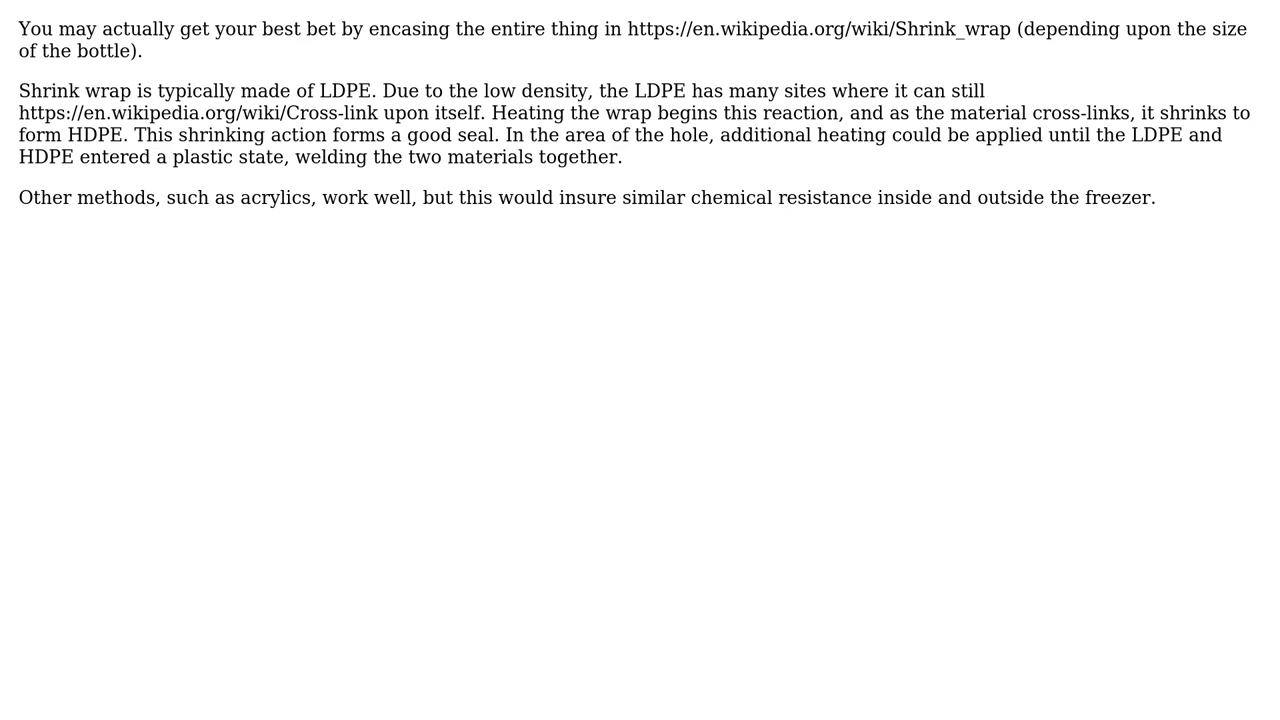 You may actually get your best bet by encasing the entire thing in https://en.wikipedia.org/wiki/Shrink_wrap (depending upon the size
of the bottle).
Shrink wrap is typically made of LDPE. Due to the low density, the LDPE has many sites where it can still
https://en.wikipedia.org/wiki/Cross-link upon itself. Heating the wrap begins this reaction, and as the material cross-links, it shrinks to
form HDPE. This shrinking action forms a good seal. In the area of the hole, additional heating could be applied until the LDPE and
HDPE entered a plastic state, welding the two materials together.
Other methods, such as acrylics, work well, but this would insure similar chemical resistance inside and outside the freezer.